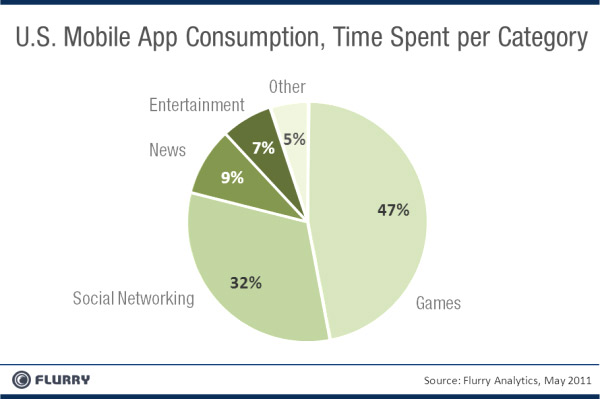 U.S. Mobile App Consumption, Time Spent per Category
Other
Entertainment
5%
7%
News
9%
47%
32%
Social Networking
Games
FLURRY
Source: Flurry Analytics, May 2011